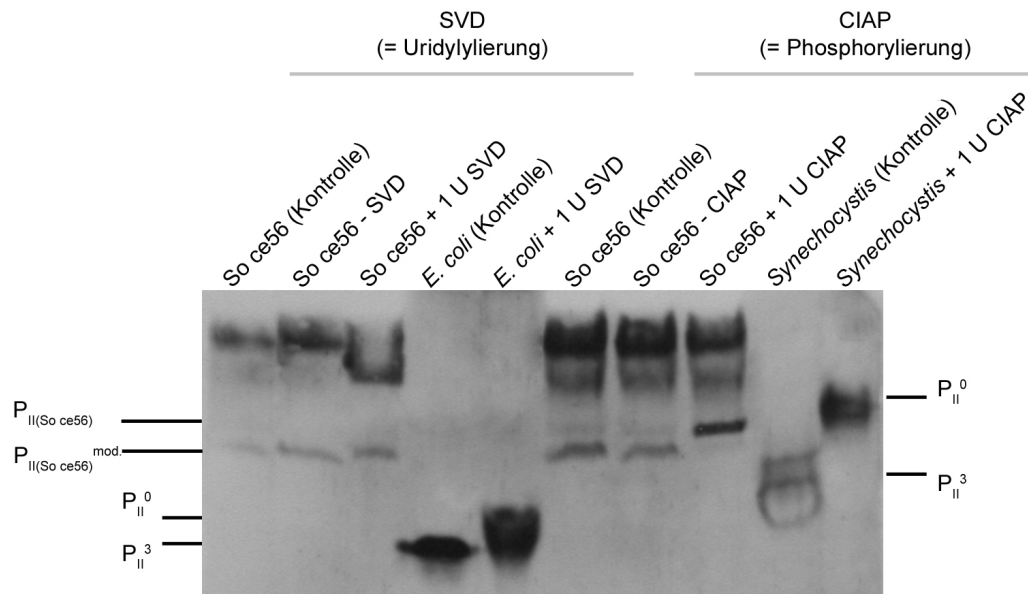 SVD
(= Uridylylierung)
CIAP
(= Phosphorylierung)
So ce56 (Kontrolle)
So ce56 - SVD
So ce56 + 1 U SVD
E. coli (Kontrolle)
E. coli + 1 U SVD
So ce56 (Kontrolle)
So ce56 - CIAP
So ce56 + 1 U CIAP
Synechocystis (Kontrolle)
Synechocystis + 1 U CIAP
PII(So ce56)
PII(So ce56)mod.
PII0
PII3
PII0
PII3